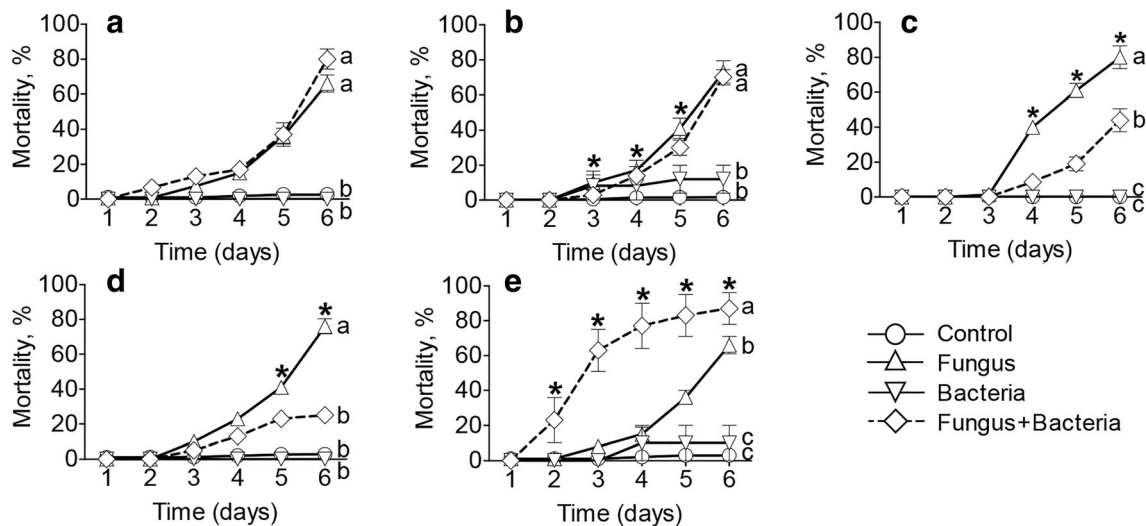 a
Mortality, %
100
80
60
40
20
0
1 2 3 4 5 6
Time (days)
a
a
b
b
b
Mortality, %
100
80
60
40
20
0
1 2 3 4 5 6
Time (days)
* * *
a
a
b
b
c
Mortality, %
100
80
60
40
20
0
1 2 3 4 5 6
Time (days)
* * *
a
b
c
c
d
Mortality, %
100
80
60
40
20
0
1 2 3 4 5 6
Time (days)
* *
a
b
b
b
e
Mortality, %
100
80
60
40
20
0
1 2 3 4 5 6
Time (days)
* * * * *
a
b
c
c
Control
Fungus
Bacteria
Fungus+Bacteria